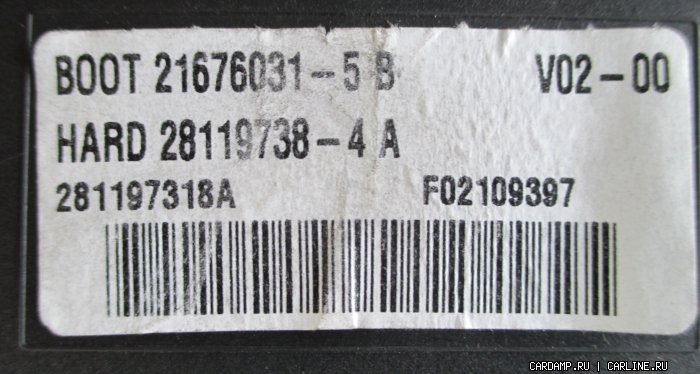 BOOT 21676031-5 B V02-00
HARD 28119738-4 A
281197318A F02109397
CARDAMP.RU | CARLINE.RU